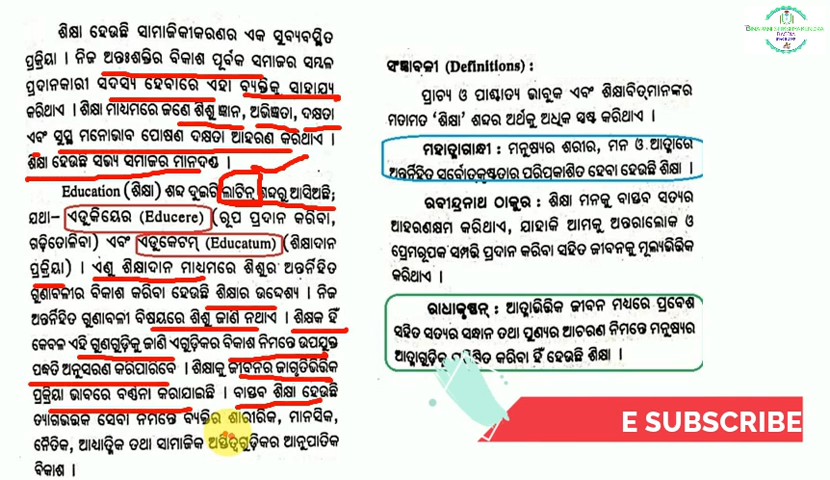 ଶିକ୍ଷା ହେଉଛି ସାମାଜିକୀକରଣର ଏକ ସୁବ୍ୟବସ୍ଥିତ
ପ୍ରକ୍ରିୟା । ନିଜ ଅନ୍ତଃଶକ୍ତିର ବିକାଶ ପୂର୍ବକ ସମାଜର ସମ୍ବଳ
ପ୍ରଦାନକାରୀ ସଦସ୍ୟ ହେବାରେ ଏହା ବ୍ୟକ୍ତିକୁ ସାହାଯ୍ୟ
କରିଥାଏ । ଶିକ୍ଷା ମାଧ୍ୟମରେ ଜଣେ ଶିଶୁ ଜ୍ଞାନ, ଅଭିଜ୍ଞତା, ଦକ୍ଷତା
ଏବଂ ସୁସ୍ଥ ମନୋଭାବ ପୋଷଣ ଦକ୍ଷତା ଆହରଣ କରିଥାଏ ।
ଶିକ୍ଷା ହେଉଛି ସଭ୍ୟ ସମାଜର ମାନଦଣ୍ଡ ।
Education (ଶିକ୍ଷା) ଶବ୍ଦ ଦୁଇଟି ଲାଟିନ୍ ଶବ୍ଦରୁ ଆସିଅଛି;
ଯଥା– ଏଡୁକିୟେର (Educere) (ରୂପ ପ୍ରଦାନ କରିବା,
ଗଢ଼ିତୋଳିବା) ଏବଂ ଏଡୁକେଟମ୍ (Educatum) (ଶିକ୍ଷାଦାନ
ପ୍ରକ୍ରିୟା) । ଏଣୁ ଶିକ୍ଷାଦାନ ମାଧ୍ୟମରେ ଶିଶୁର ଅନ୍ତର୍ନିହିତ
ଗୁଣାବଳୀର ବିକାଶ କରିବା ହେଉଛି ଶିକ୍ଷାର ଉଦ୍ଦେଶ୍ୟ । ନିଜ
ଅନ୍ତର୍ନିହିତ ଗୁଣାବଳୀ ବିଷୟରେ ଶିଶୁ ଜାଣି ନଥାଏ । ଶିକ୍ଷକ ହିଁ
କେବଳ ଏହି ଗୁଣଗୁଡ଼ିକୁ ଜାଣି ଏଗୁଡ଼ିକର ବିକାଶ ନିମନ୍ତେ ଉପଯୁକ୍ତ
ପଦ୍ଧତି ଅନୁସରଣ କରିପାରିବେ । ଶିକ୍ଷାକୁ ଜୀବନର ଜାଗୃତିଭିତ୍ତିକ
ପ୍ରକ୍ରିୟା ଭାବରେ ବର୍ଣ୍ଣନା କରାଯାଇଛି । ବାସ୍ତବ ଶିକ୍ଷା ହେଉଛି
ତ୍ୟାଗଭିତ୍ତିକ ସେବା ନିମନ୍ତେ ବ୍ୟକ୍ତିର ଶାରୀରିକ, ମାନସିକ,
ନୈତିକ, ଆଧ୍ୟାତ୍ମିକ ତଥା ସାମାଜିକ ଅସ୍ତିତ୍ୱଗୁଡ଼ିକର ଆନୁପାତିକ
ବିକାଶ ।
ସଂଜ୍ଞାବଳୀ (Definitions) :
ପ୍ରାଚ୍ୟ ଓ ପାଶ୍ଚାତ୍ୟ ଭାବୁକ ଏବଂ ଶିକ୍ଷାବିତ୍‌ମାନଙ୍କର
ମତାମତ ‘ଶିକ୍ଷା’ ଶବ୍ଦର ଅର୍ଥକୁ ଅଧିକ ସ୍ପଷ୍ଟ କରିଥାଏ ।
ମହାତ୍ମାଗାନ୍ଧୀ : ମନୁଷ୍ୟର ଶରୀର, ମନ ଓ ଆତ୍ମାରେ
ଅନ୍ତର୍ନିହିତ ସର୍ବୋତକୃଷ୍ଟତାର ପରିପ୍ରକାଶିତ ହେବା ହେଉଛି ଶିକ୍ଷା ।
ରବୀନ୍ଦ୍ରନାଥ ଠାକୁର : ଶିକ୍ଷା ମନକୁ ବାସ୍ତବ ସତ୍ୟର
ଆହରଣକ୍ଷମ କରିଥାଏ, ଯାହାକି ଆମକୁ ଅନ୍ତରାଲୋକ ଓ
ପ୍ରେମରୂପକ ସମ୍ପତ୍ତି ପ୍ରଦାନ କରିବା ସହିତ ଜୀବନକୁ ମୂଲ୍ୟଭିତ୍ତିକ
କରିଥାଏ ।
ରାଧାକୃଷ୍ଣନ୍ : ଆତ୍ମାଭିତ୍ତିକ ଜୀବନ ମଧ୍ୟରେ ପ୍ରବେଶ
ସହିତ ସତ୍ୟର ସନ୍ଧାନ ତଥା ପୁଣ୍ୟର ଆଚରଣ ନିମନ୍ତେ ମନୁଷ୍ୟର
ଆତ୍ମାଗୁଡ଼ିକୁ କରିବା ହିଁ ହେଉଛି ଶିକ୍ଷା ।
E SUBSCRIBE